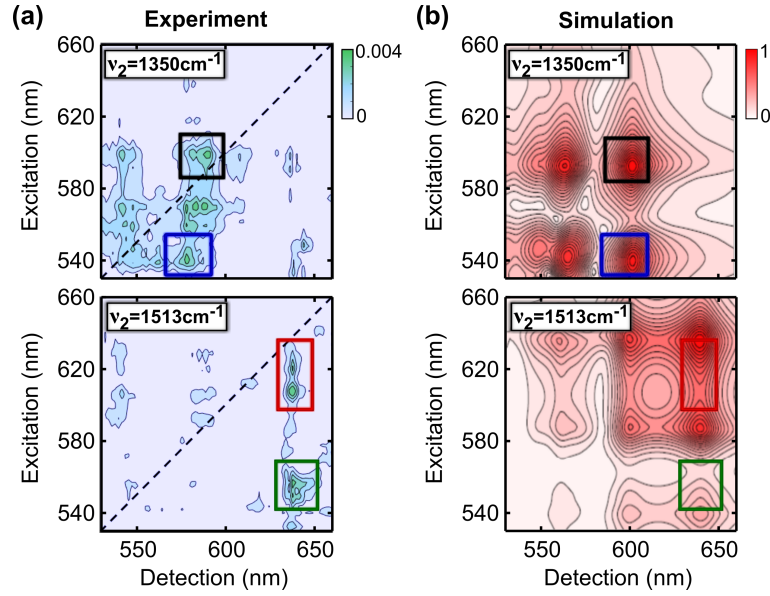 (a) Experiment
(b) Simulation
ν₂=1350cm⁻¹
0.004
0
660
620
580
540
Excitation (nm)
ν₂=1350cm⁻¹
1
0
660
620
580
540
Excitation (nm)
ν₂=1513cm⁻¹
660
620
580
540
Excitation (nm)
550 600 650
Detection (nm)
ν₂=1513cm⁻¹
660
620
580
540
Excitation (nm)
550 600 650
Detection (nm)